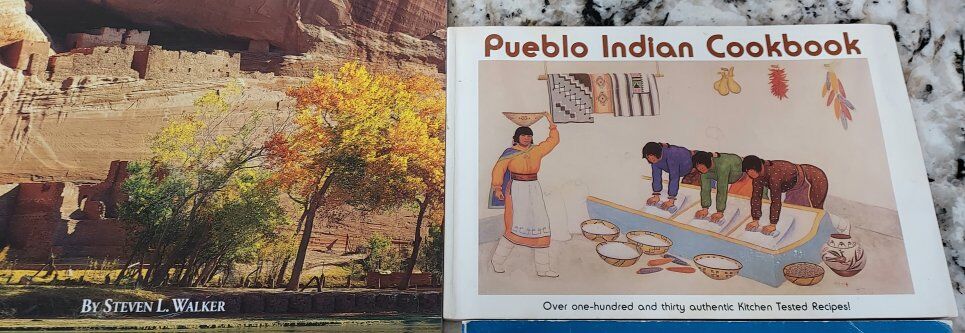 By Steven L. Walker
Pueblo Indian Cookbook
Over one-hundred and thirty authentic Kitchen Tested Recipes!